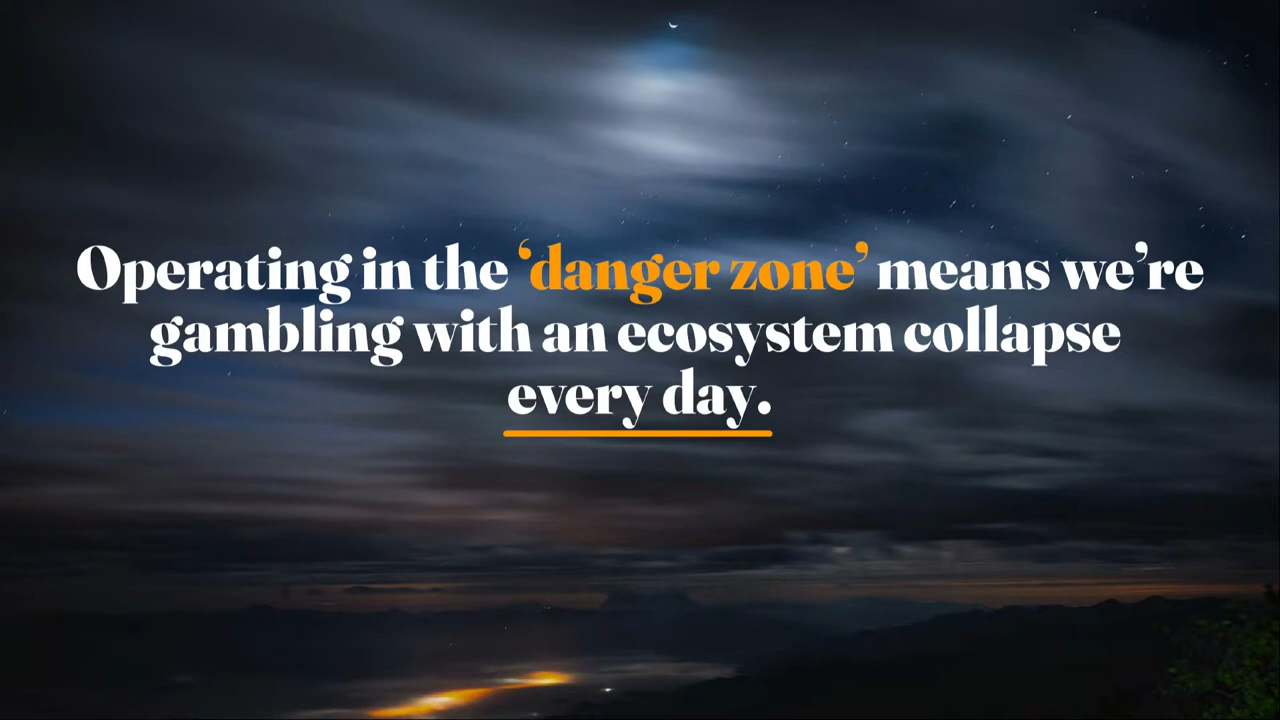 Operating in the ‘danger zone’ means we’re
gambling with an ecosystem collapse
every day.